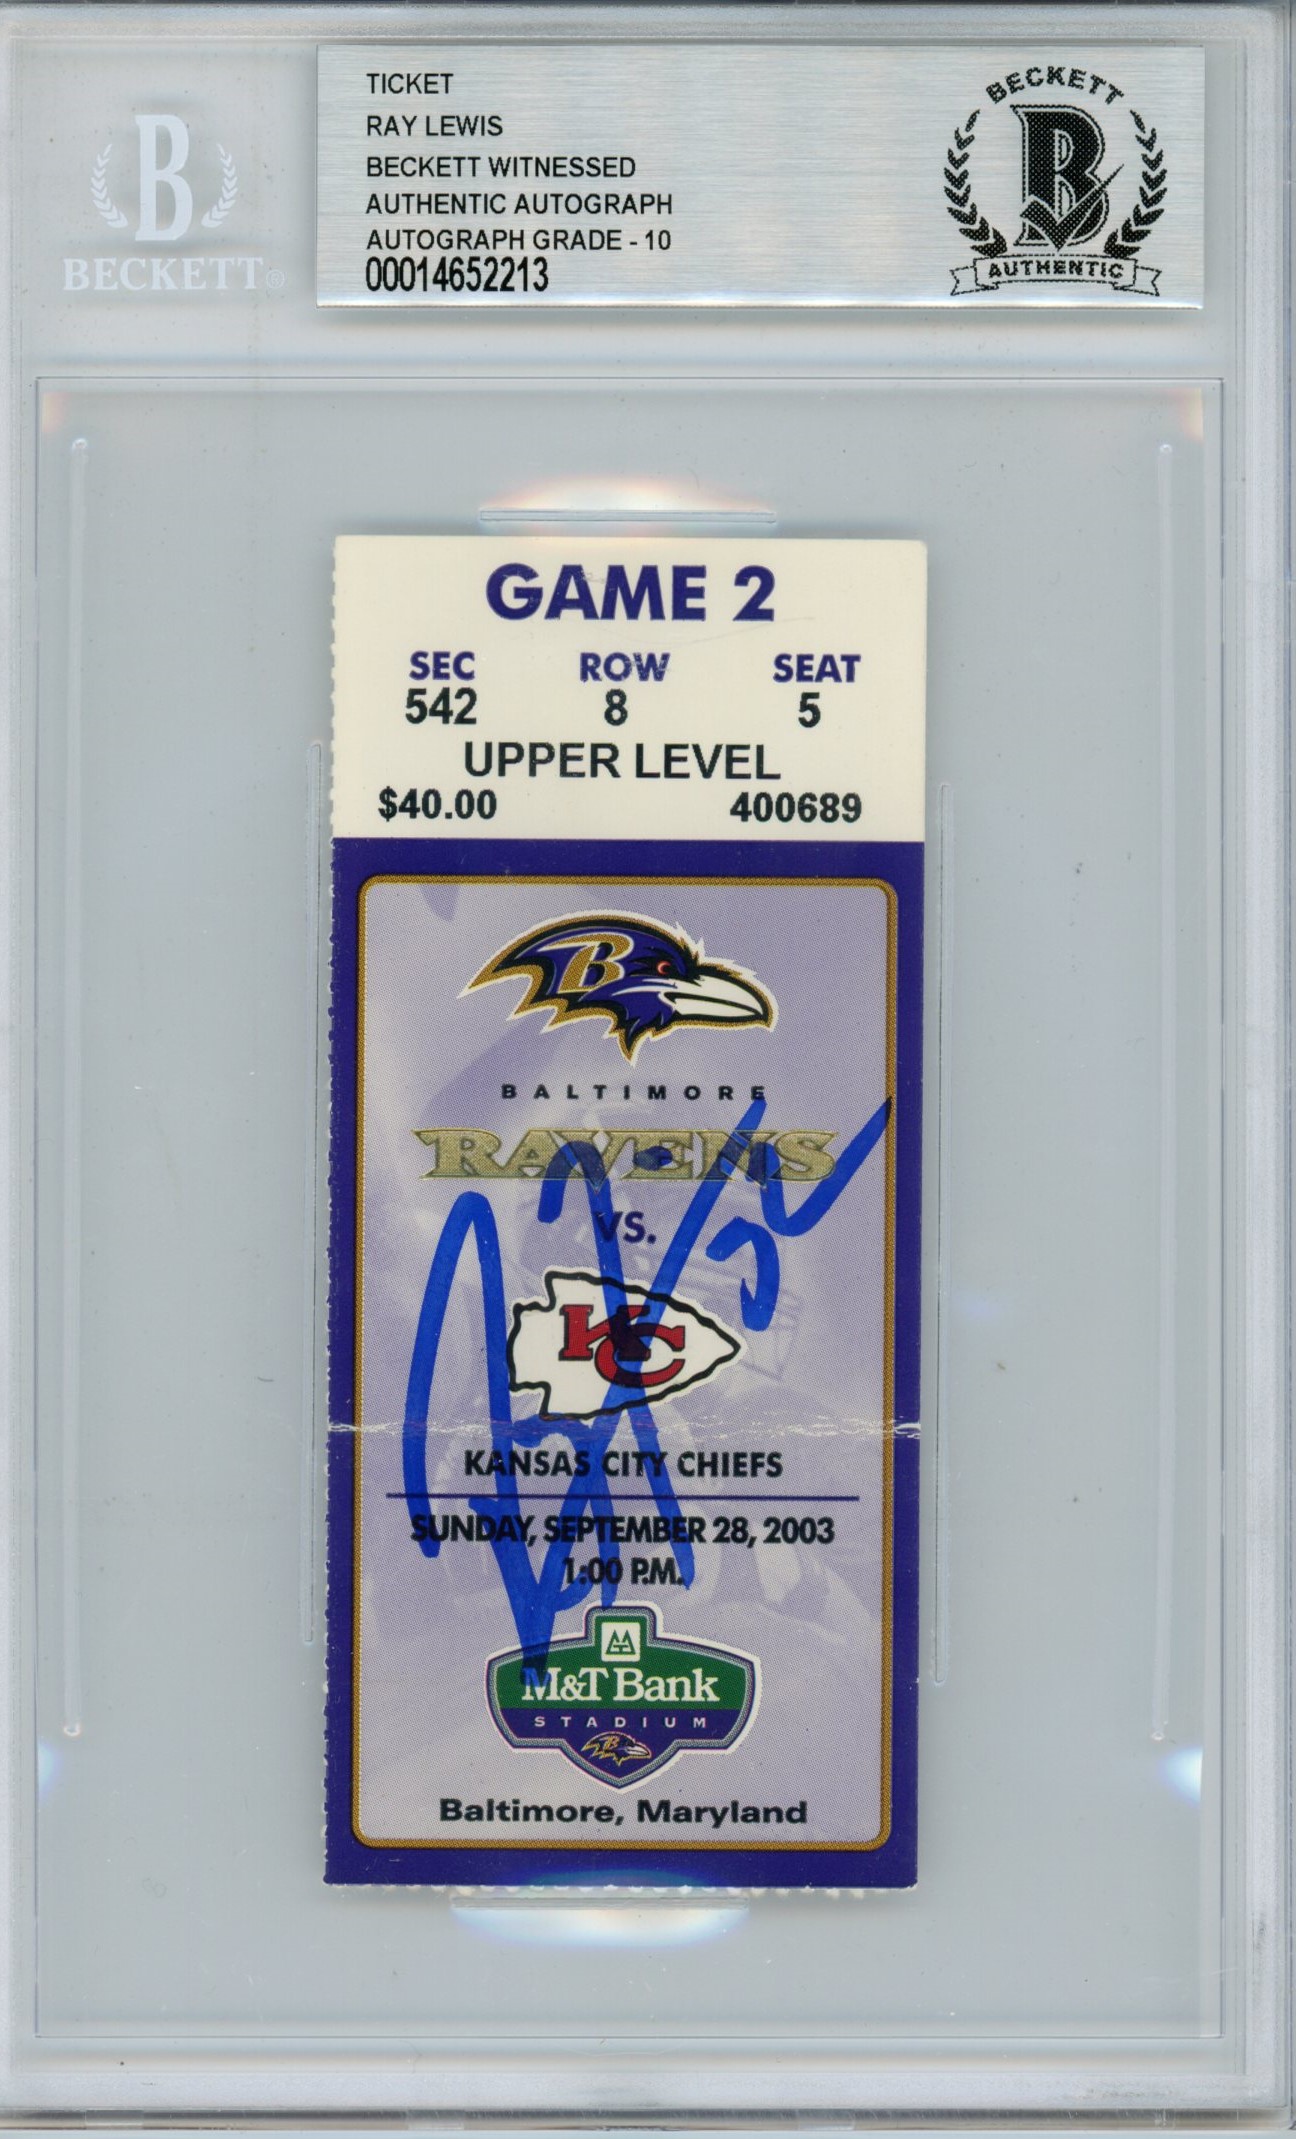 TICKET
RAY LEWIS
BECKETT WITNESSED
AUTHENTIC AUTOGRAPH
AUTOGRAPH GRADE - 10
00014652213
B
BECKETT
BECKETT
B
AUTHENTIC
GAME 2
SEC ROW SEAT
542 8 5
UPPER LEVEL
$40.00 400689
B
BALTIMORE
RAVENS
VS.
52
KC
KANSAS CITY CHIEFS
SUNDAY, SEPTEMBER 28, 2003
1:00 P.M.
M&T Bank
STADIUM
B
Baltimore, Maryland